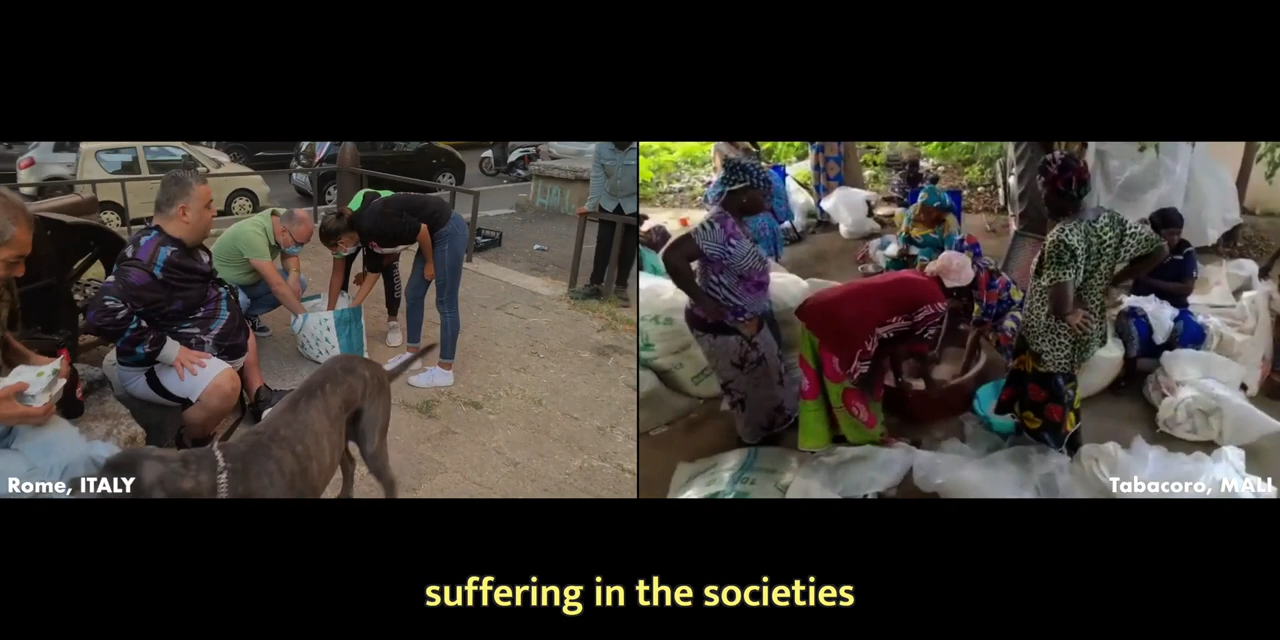 Rome, ITALY
Tabacoro, MALI
suffering in the societies